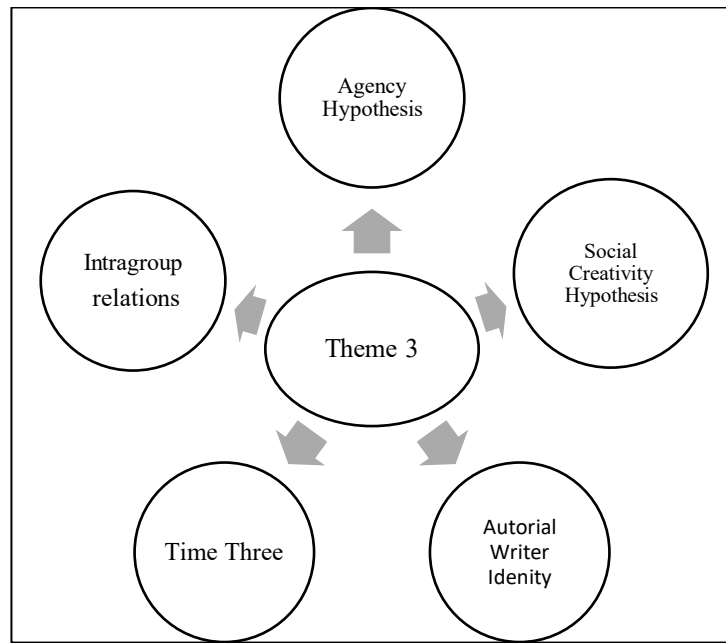 Agency
Hypothesis
Intragroup
relations
Social
Creativity
Hypothesis
Theme 3
Time Three
Autorial
Writer
Idenity